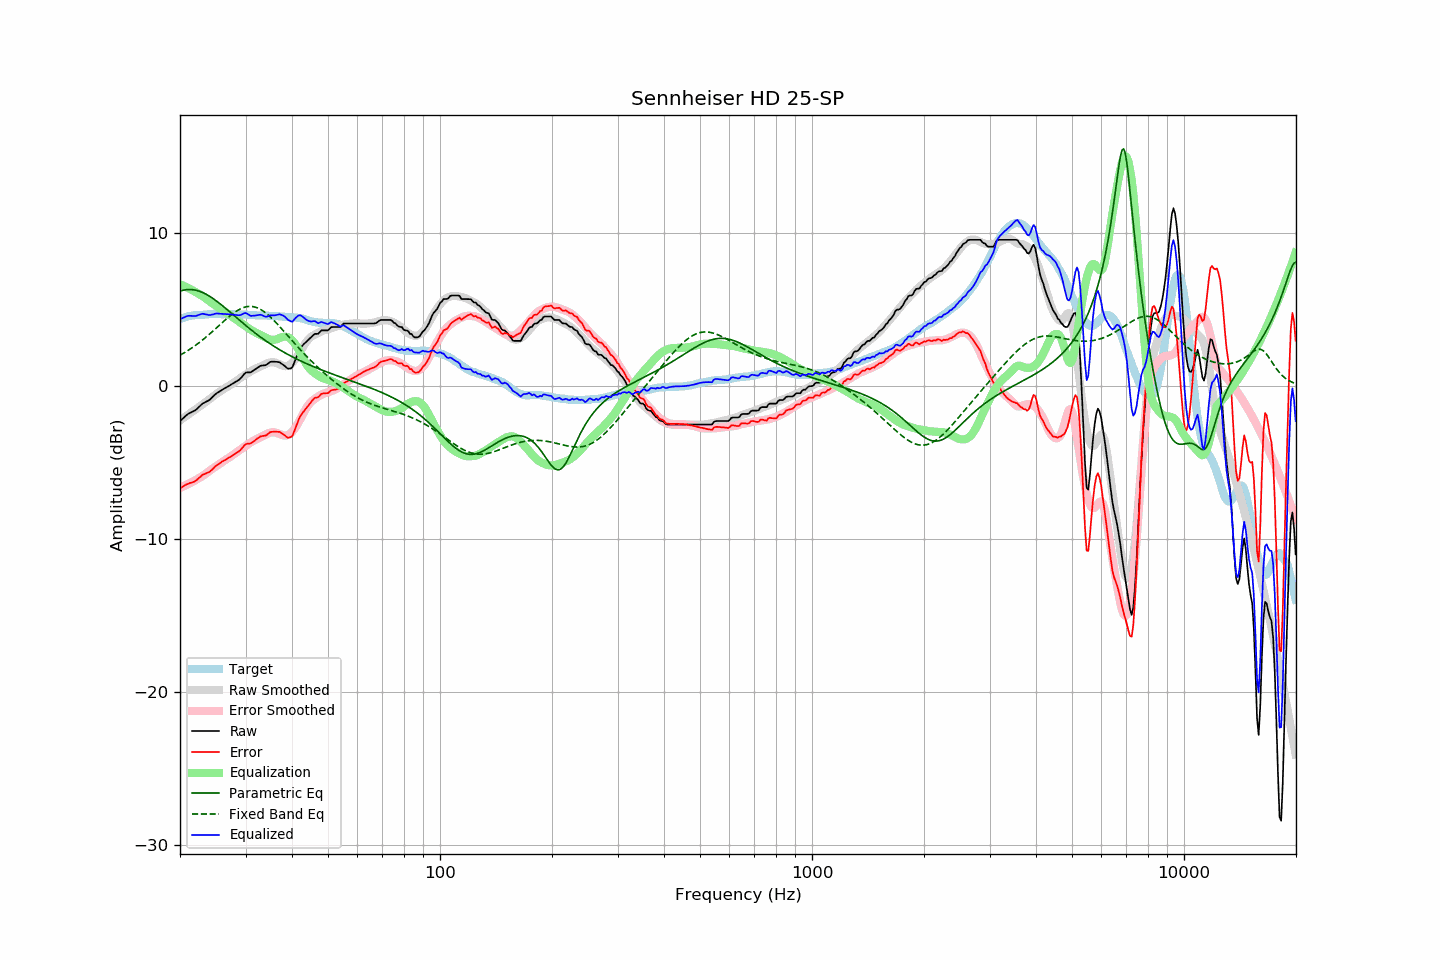 Sennheiser HD 25-SP
Amplitude (dBr)
10
0
−10
−20
−30
Target
Raw Smoothed
Error Smoothed
Raw
Error
Equalization
Parametric Eq
Fixed Band Eq
Equalized
100
1000
10000
Frequency (Hz)